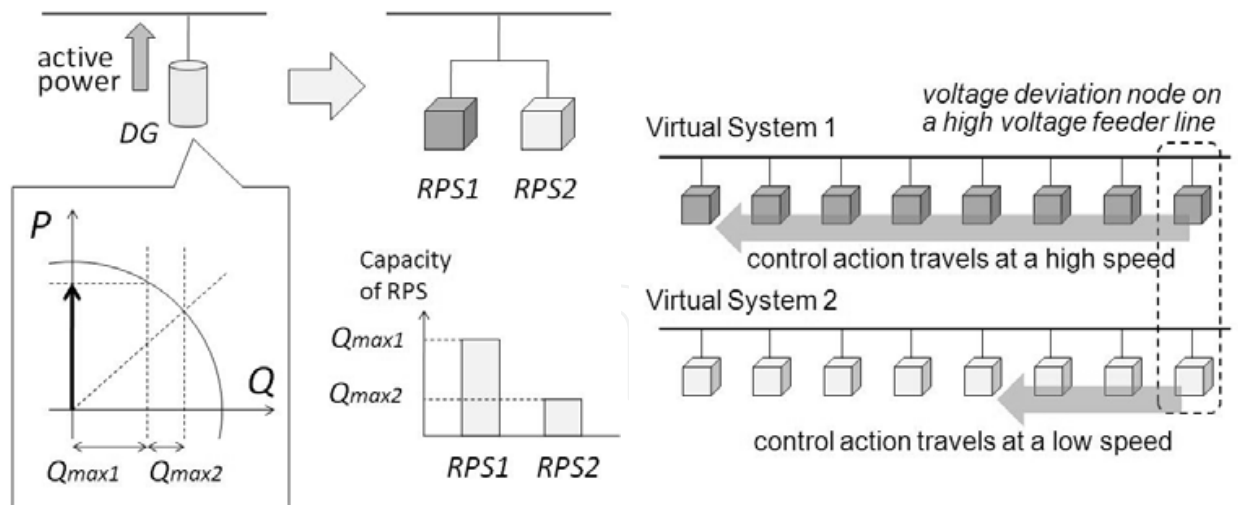 active
power
DG
RPS1
RPS2
P
Q
Qmax1
Qmax2
Capacity
of RPS
Qmax1
Qmax2
RPS1
RPS2
voltage deviation node on
a high voltage feeder line
Virtual System 1
control action travels at a high speed
Virtual System 2
control action travels at a low speed